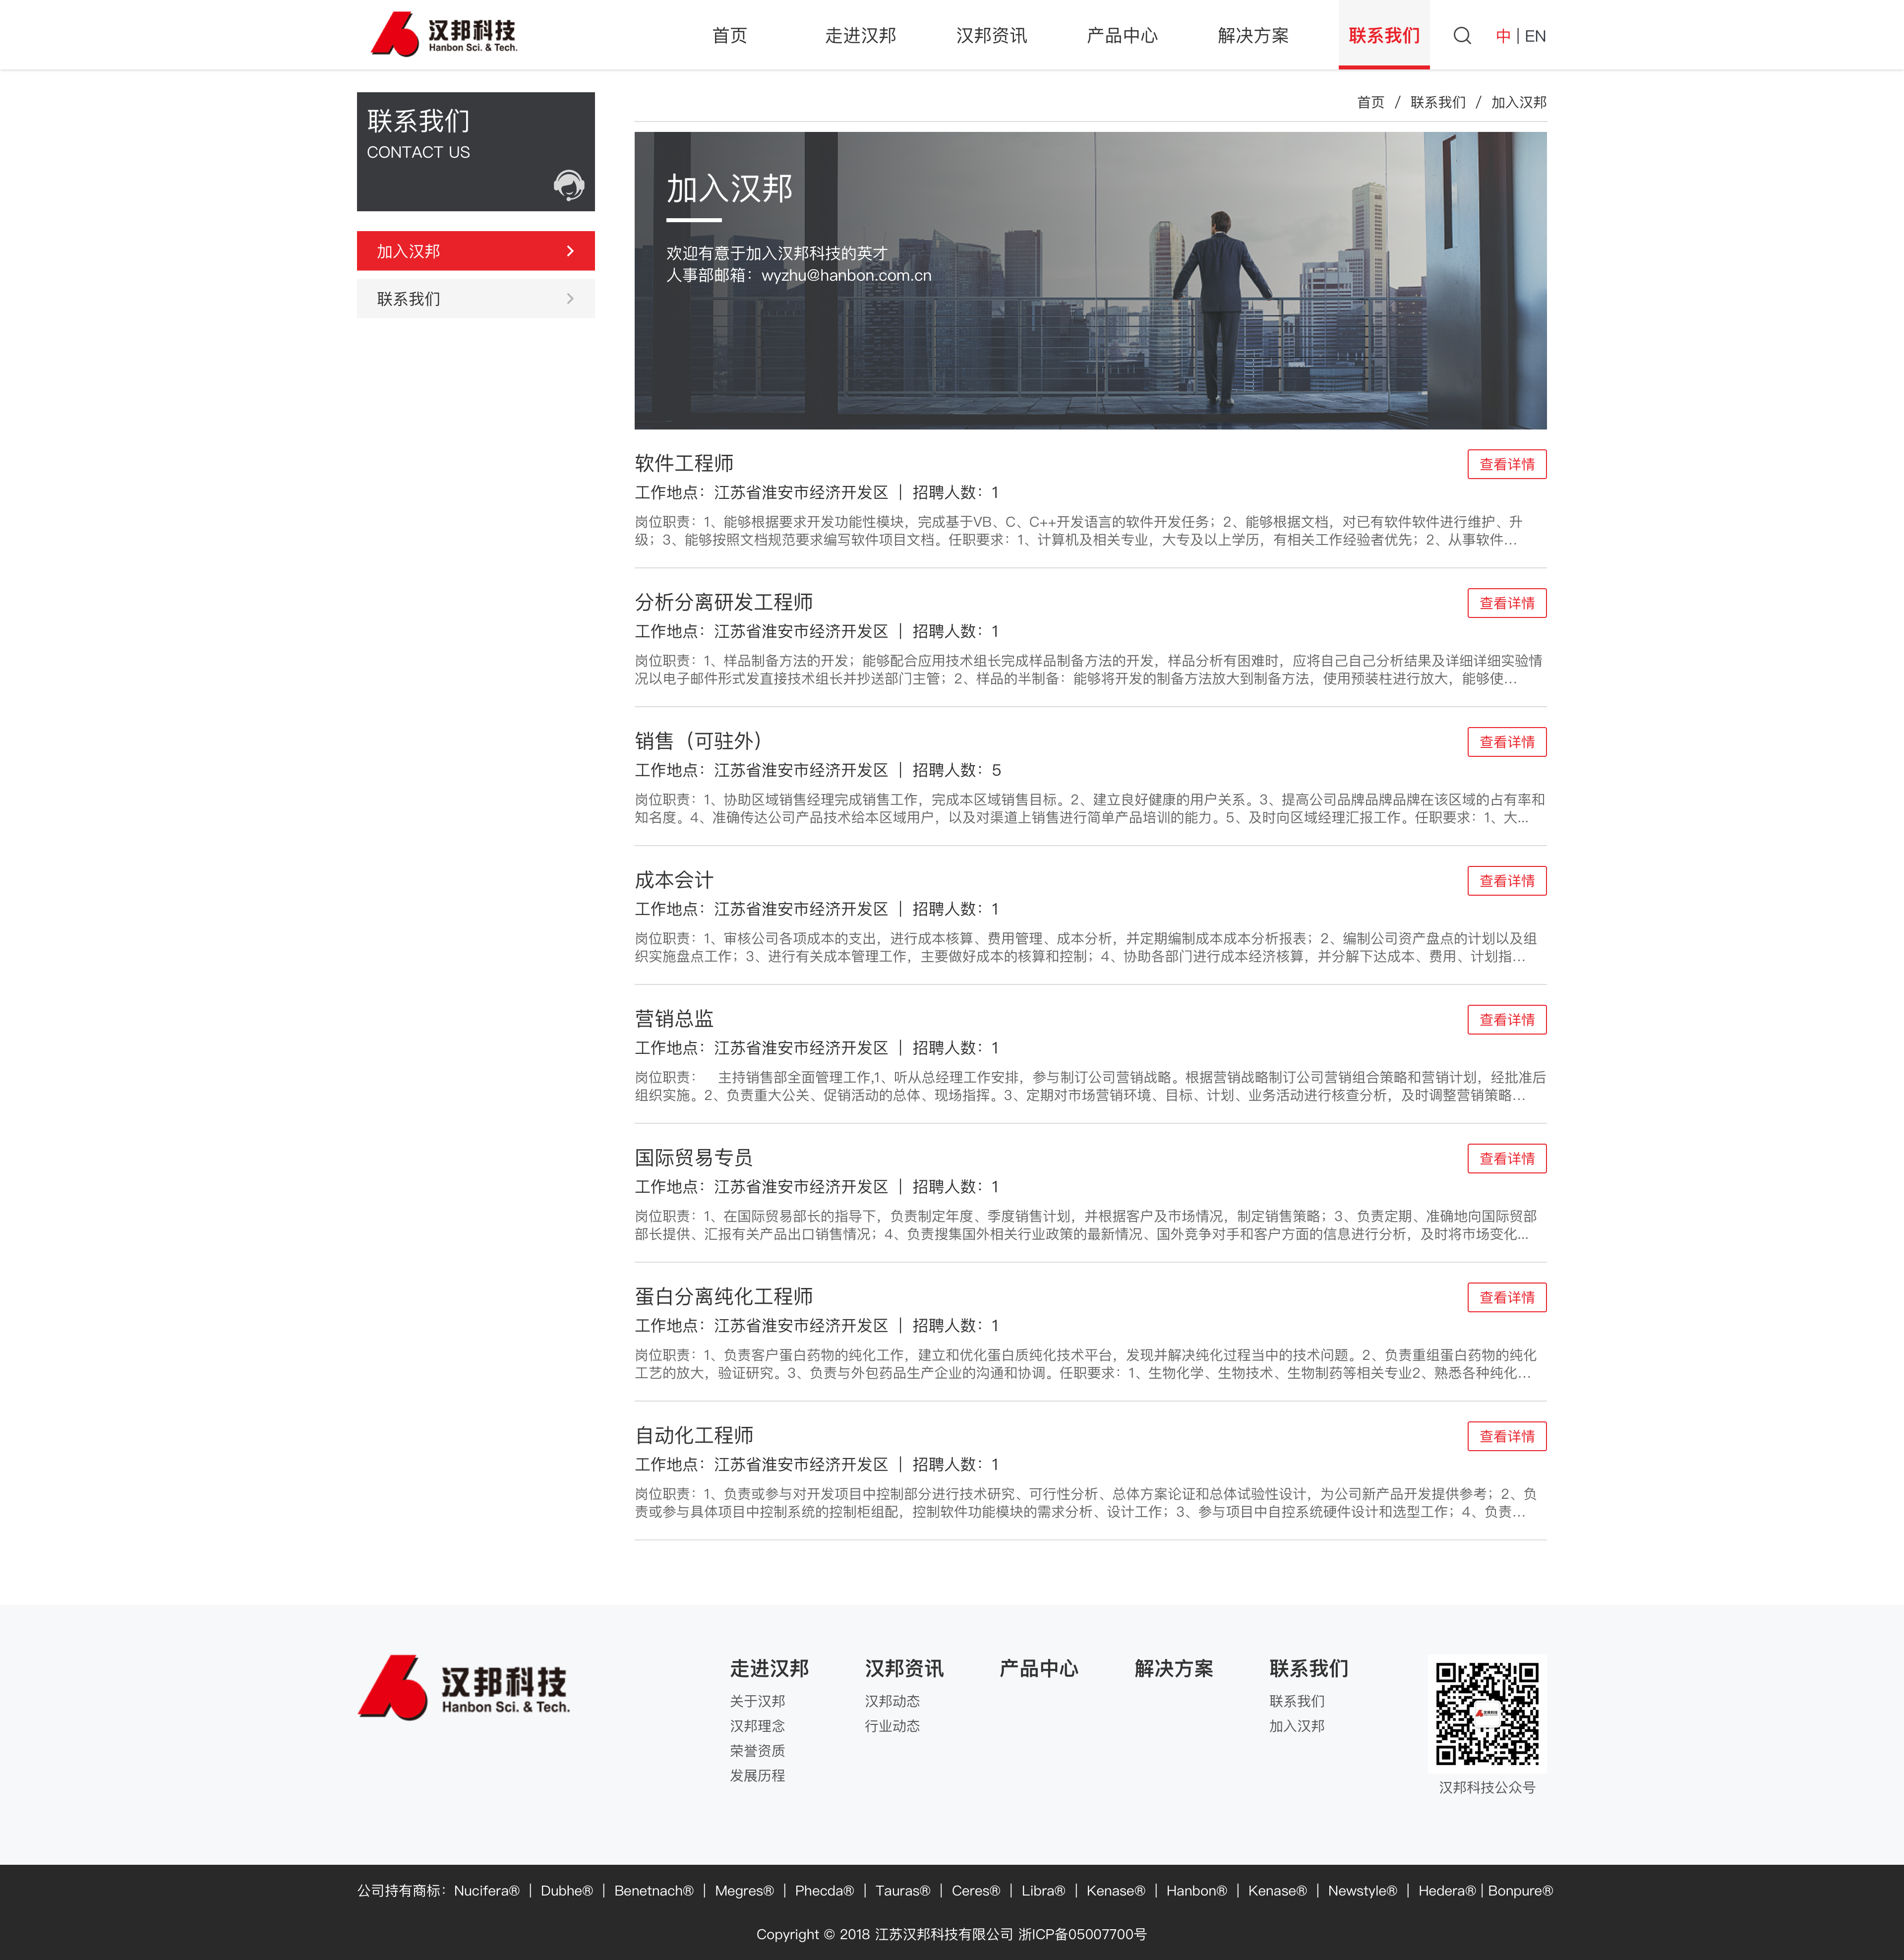 汉邦科技
Hanbon Sci. & Tech.
首页 走进汉邦 汉邦资讯 产品中心 解决方案 联系我们 中 | EN
联系我们
CONTACT US
加入汉邦
联系我们
首页 / 联系我们 / 加入汉邦
加入汉邦
欢迎有意于加入汉邦科技的英才
人事部邮箱：wyzhu@hanbon.com.cn
软件工程师 查看详情
工作地点：江苏省淮安市经济开发区 | 招聘人数：1
岗位职责：1、能够根据要求开发功能性模块，完成基于VB、C、C++开发语言的软件开发任务；2、能够根据文档，对已有软件软件进行维护、升
级；3、能够按照文档规范要求编写软件项目文档。任职要求：1、计算机及相关专业，大专及以上学历，有相关工作经验者优先；2、从事软件...
分析分离研发工程师 查看详情
工作地点：江苏省淮安市经济开发区 | 招聘人数：1
岗位职责：1、样品制备方法的开发；能够配合应用技术组长完成样品制备方法的开发，样品分析有困难时，应将自己自己分析结果及详细详细实验情
况以电子邮件形式发直接技术组长并抄送部门主管；2、样品的半制备：能够将开发的制备方法放大到制备方法，使用预装柱进行放大，能够使...
销售（可驻外） 查看详情
工作地点：江苏省淮安市经济开发区 | 招聘人数：5
岗位职责：1、协助区域销售经理完成销售工作，完成本区域销售目标。2、建立良好健康的用户关系。3、提高公司品牌品牌品牌在该区域的占有率和
知名度。4、准确传达公司产品技术给本区域用户，以及对渠道上销售进行简单产品培训的能力。5、及时向区域经理汇报工作。任职要求：1、大...
成本会计 查看详情
工作地点：江苏省淮安市经济开发区 | 招聘人数：1
岗位职责：1、审核公司各项成本的支出，进行成本核算、费用管理、成本分析，并定期编制成本成本分析报表；2、编制公司资产盘点的计划以及组
织实施盘点工作；3、进行有关成本管理工作，主要做好成本的核算和控制；4、协助各部门进行成本经济核算，并分解下达成本、费用、计划指...
营销总监 查看详情
工作地点：江苏省淮安市经济开发区 | 招聘人数：1
岗位职责： 主持销售部全面管理工作,1、听从总经理工作安排，参与制订公司营销战略。根据营销战略制订公司营销组合策略和营销计划，经批准后
组织实施。2、负责重大公关、促销活动的总体、现场指挥。3、定期对市场营销环境、目标、计划、业务活动进行核查分析，及时调整营销策略...
国际贸易专员 查看详情
工作地点：江苏省淮安市经济开发区 | 招聘人数：1
岗位职责：1、在国际贸易部长的指导下，负责制定年度、季度销售计划，并根据客户及市场情况，制定销售策略；3、负责定期、准确地向国际贸部
部长提供、汇报有关产品出口销售情况；4、负责搜集国外相关行业政策的最新情况、国外竞争对手和客户方面的信息进行分析，及时将市场变化...
蛋白分离纯化工程师 查看详情
工作地点：江苏省淮安市经济开发区 | 招聘人数：1
岗位职责：1、负责客户蛋白药物的纯化工作，建立和优化蛋白质纯化技术平台，发现并解决纯化过程当中的技术问题。2、负责重组蛋白药物的纯化
工艺的放大，验证研究。3、负责与外包药品生产企业的沟通和协调。任职要求：1、生物化学、生物技术、生物制药等相关专业2、熟悉各种纯化...
自动化工程师 查看详情
工作地点：江苏省淮安市经济开发区 | 招聘人数：1
岗位职责：1、负责或参与对开发项目中控制部分进行技术研究、可行性分析、总体方案论证和总体试验性设计，为公司新产品开发提供参考；2、负
责或参与具体项目中控制系统的控制柜组配，控制软件功能模块的需求分析、设计工作；3、参与项目中自控系统硬件设计和选型工作；4、负责...
汉邦科技
Hanbon Sci. & Tech.
走进汉邦 汉邦资讯 产品中心 解决方案 联系我们
关于汉邦 汉邦动态 联系我们
汉邦理念 行业动态 加入汉邦
荣誉资质
发展历程
汉邦科技公众号
公司持有商标：Nucifera® | Dubhe® | Benetnach® | Megres® | Phecda® | Tauras® | Ceres® | Libra® | Kenase® | Hanbon® | Kenase® | Newstyle® | Hedera® | Bonpure®
Copyright © 2018 江苏汉邦科技有限公司 浙ICP备05007700号